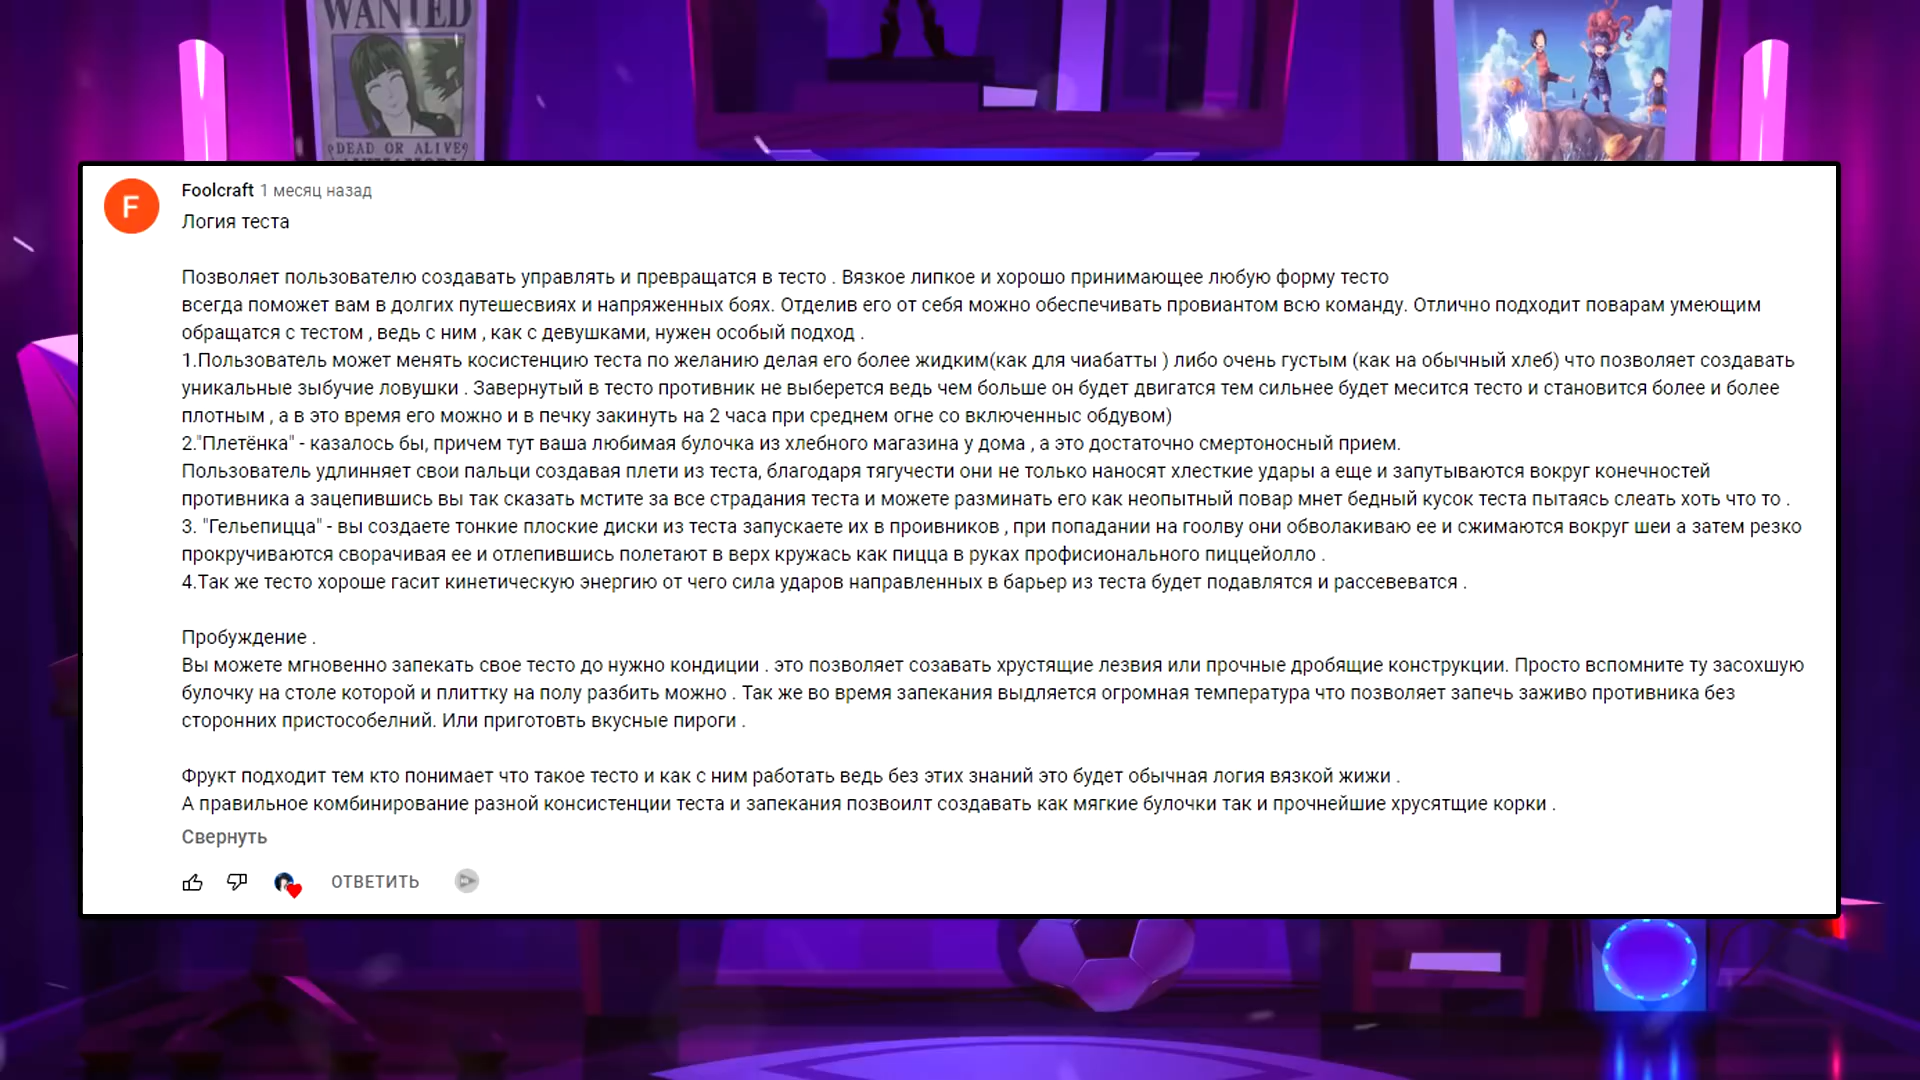 WANTED
DEAD OR ALIVE
Foolcraft 1 месяц назад
F
Логия теста
Позволяет пользователю создавать управлять и превращатся в тесто . Вязкое липкое и хорошо принимающее любую форму тесто
всегда поможет вам в долгих путешесвиях и напряженных боях. Отделив его от себя можно обеспечивать провиантом всю команду. Отлично подходит поварам умеющим
обращатся с тестом , ведь с ним , как с девушками, нужен особый подход .
1.Пользователь может менять косистенцию теста по желанию делая его более жидким(как для чиабатты ) либо очень густым (как на обычный хлеб) что позволяет создавать
уникальные зыбучие ловушки . Завернутый в тесто противник не выберется ведь чем больше он будет двигатся тем сильнее будет месится тесто и становится более и более
плотным , а в это время его можно и в печку закинуть на 2 часа при среднем огне со включенныс обдувом)
2."Плетёнка" - казалось бы, причем тут ваша любимая булочка из хлебного магазина у дома , а это достаточно смертоносный прием.
Пользователь удлинняет свои пальци создавая плети из теста, благодаря тягучести они не только наносят хлесткие удары а еще и запутываются вокруг конечностей
противника а зацепившись вы так сказать мстите за все страдания теста и можете разминать его как неопытный повар мнет бедный кусок теста пытаясь слеать хоть что то .
3. "Гельепицца" - вы создаете тонкие плоские диски из теста запускаете их в проивников , при попадании на гоолву они обволакиваю ее и сжимаются вокруг шеи а затем резко
прокручиваются сворачивая ее и отлепившись полетают в верх кружась как пицца в руках профисионального пиццейолло .
4.Так же тесто хороше гасит кинетическую энергию от чего сила ударов направленных в барьер из теста будет подавлятся и рассевеватся .
Пробуждение .
Вы можете мгновенно запекать свое тесто до нужно кондиции . это позволяет созавать хрустящие лезвия или прочные дробящие конструкции. Просто вспомните ту засохшую
булочку на столе которой и плиттку на полу разбить можно . Так же во время запекания выдляется огромная температура что позволяет запечь заживо противника без
сторонних пристособелний. Или приготовть вкусные пироги .
Фрукт подходит тем кто понимает что такое тесто и как с ним работать ведь без этих знаний это будет обычная логия вязкой жижи .
А правильное комбинирование разной консистенции теста и запекания позвоилт создавать как мягкие булочки так и прочнейшие хрусятщие корки .
Свернуть
ОТВЕТИТЬ